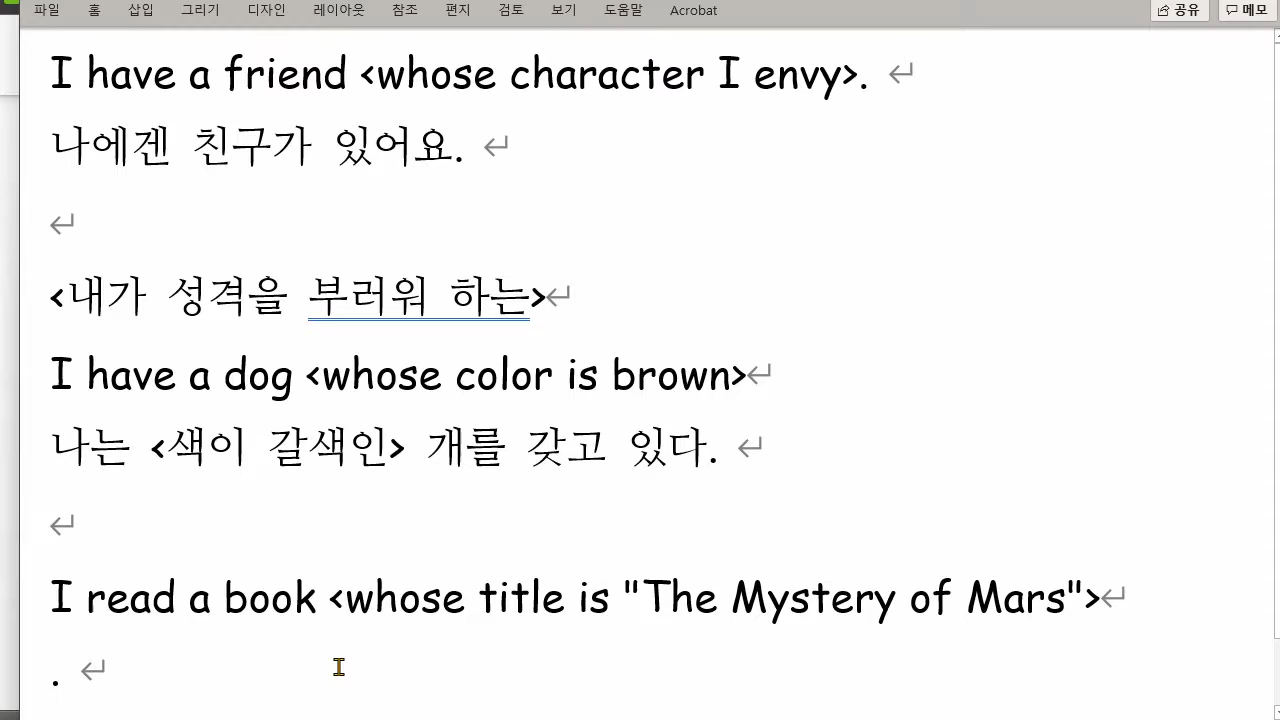 파일 홈 삽입 그리기 디자인 레이아웃 참조 편지 검토 보기 도움말 Acrobat 공유 메모
I have a friend <whose character I envy>.
나에겐 친구가 있어요.
<내가 성격을 부러워 하는>
I have a dog <whose color is brown>
나는 <색이 갈색인> 개를 갖고 있다.
I read a book <whose title is "The Mystery of Mars">
.